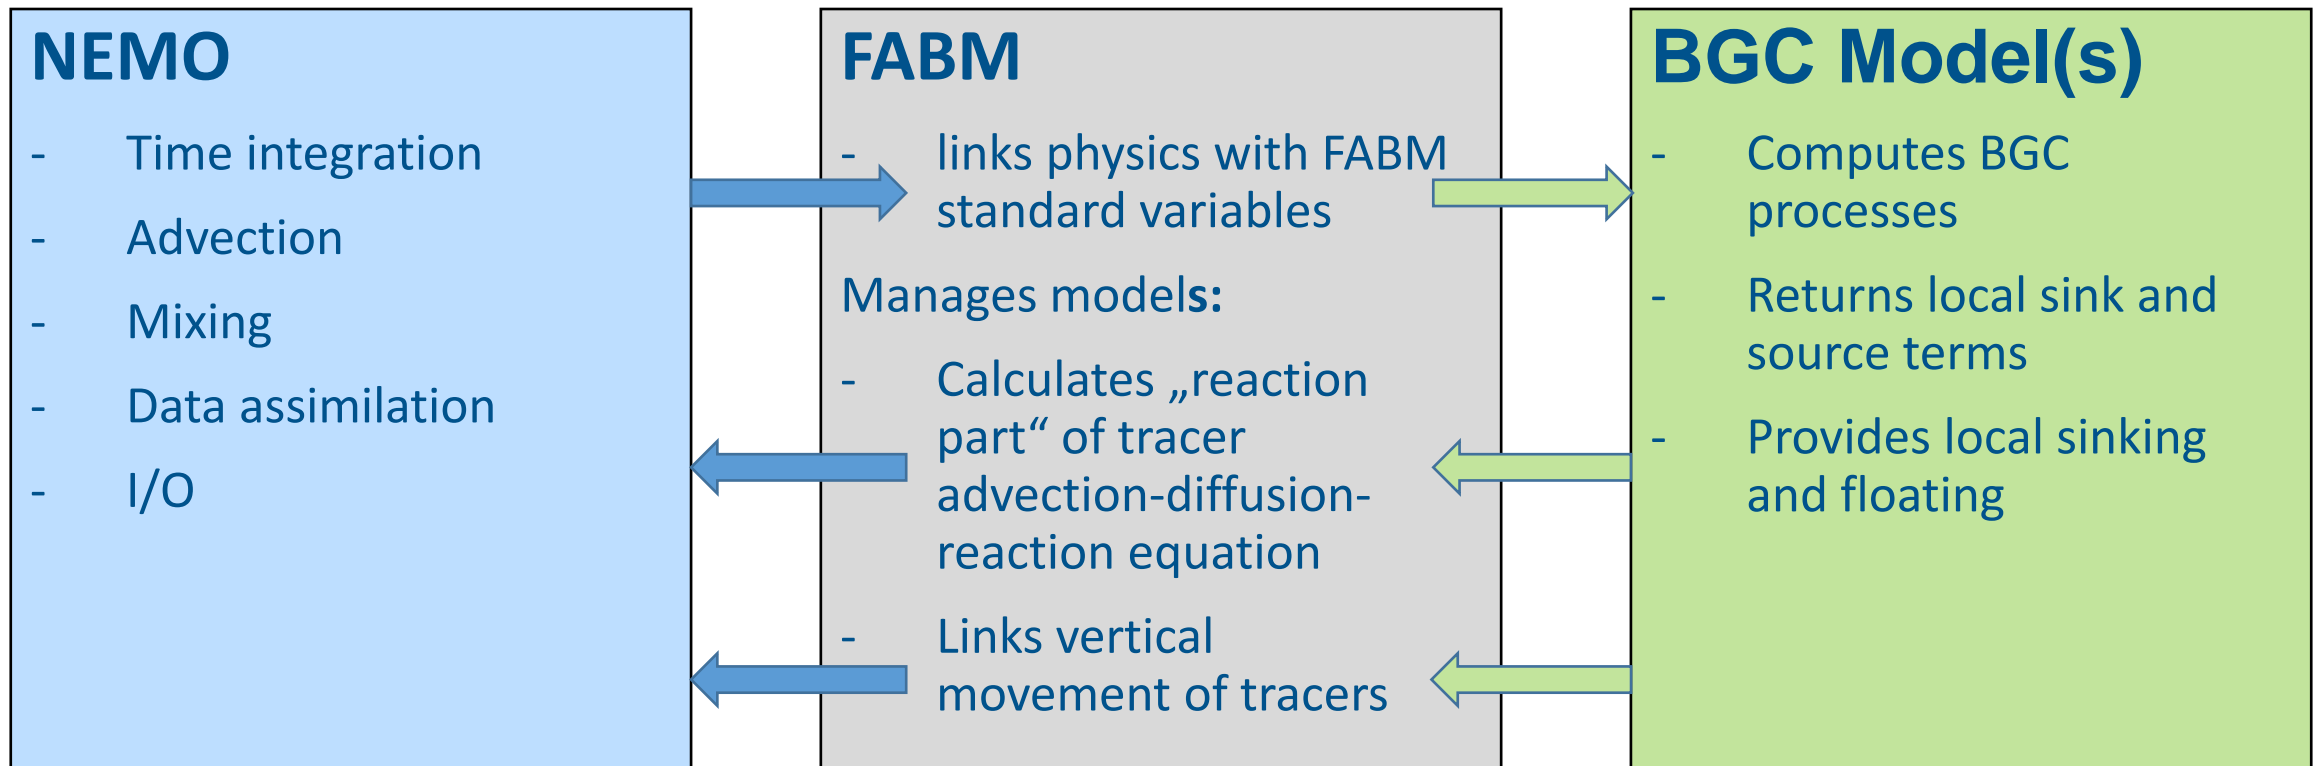 NEMO
- Time integration
- Advection
- Mixing
- Data assimilation
- I/O
FABM
- links physics with FABM
standard variables
Manages models:
- Calculates „reaction
part“ of tracer
advection-diffusion-
reaction equation
- Links vertical
movement of tracers
BGC Model(s)
- Computes BGC
processes
- Returns local sink and
source terms
- Provides local sinking
and floating